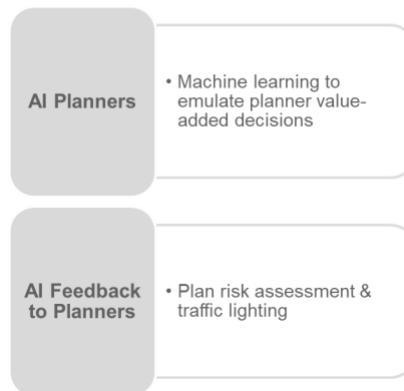 AI Planners
• Machine learning to
emulate planner value-
added decisions
AI Feedback
to Planners
• Plan risk assessment &
traffic lighting